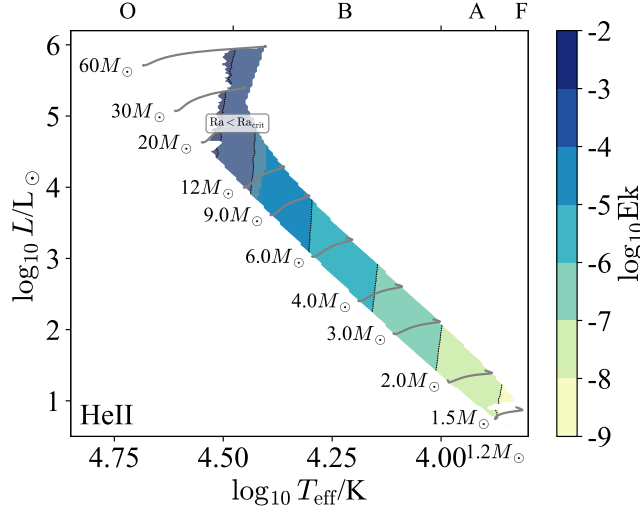 O B A F
6
5
4
3
2
1
log₁₀ L/L☉
60M☉
30M☉
20M☉
Ra < Ra_crit
12M☉
9.0M☉
6.0M☉
4.0M☉
3.0M☉
2.0M☉
1.5M☉
1.2M☉
HeII
4.75 4.50 4.25 4.00
log₁₀ T_eff/K
-2
-3
-4
-5
-6
-7
-8
-9
log₁₀Ek